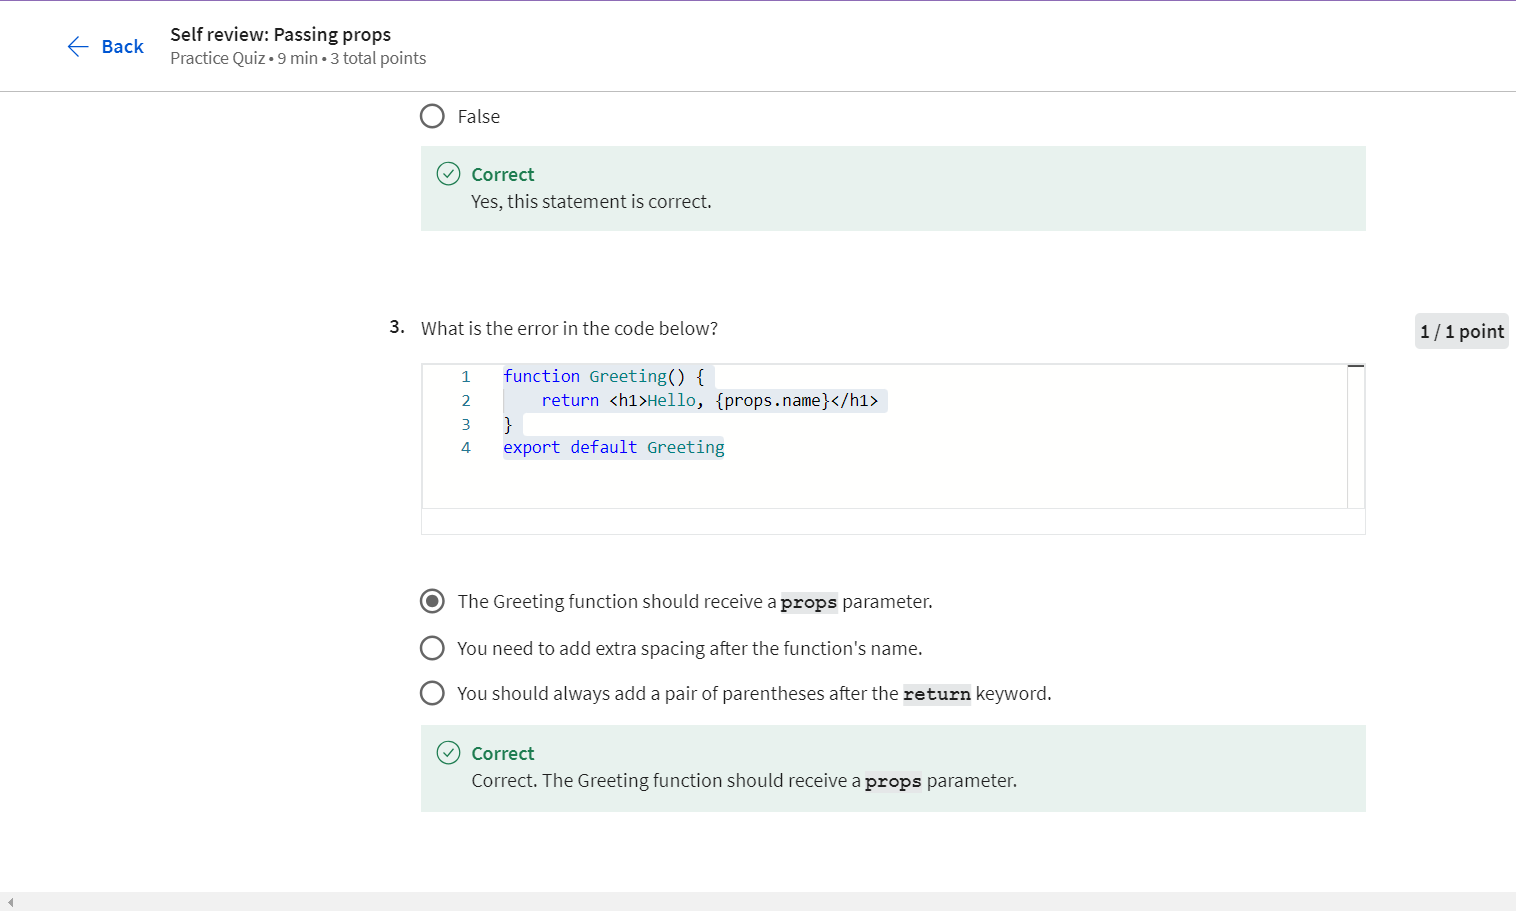 Back
Self review: Passing props
Practice Quiz • 9 min • 3 total points
False
Correct
Yes, this statement is correct.
3. What is the error in the code below?
1 / 1 point
1 function Greeting() {
2     return <h1>Hello, {props.name}</h1>
3 }
4 export default Greeting
The Greeting function should receive a props parameter.
You need to add extra spacing after the function's name.
You should always add a pair of parentheses after the return keyword.
Correct
Correct. The Greeting function should receive a props parameter.